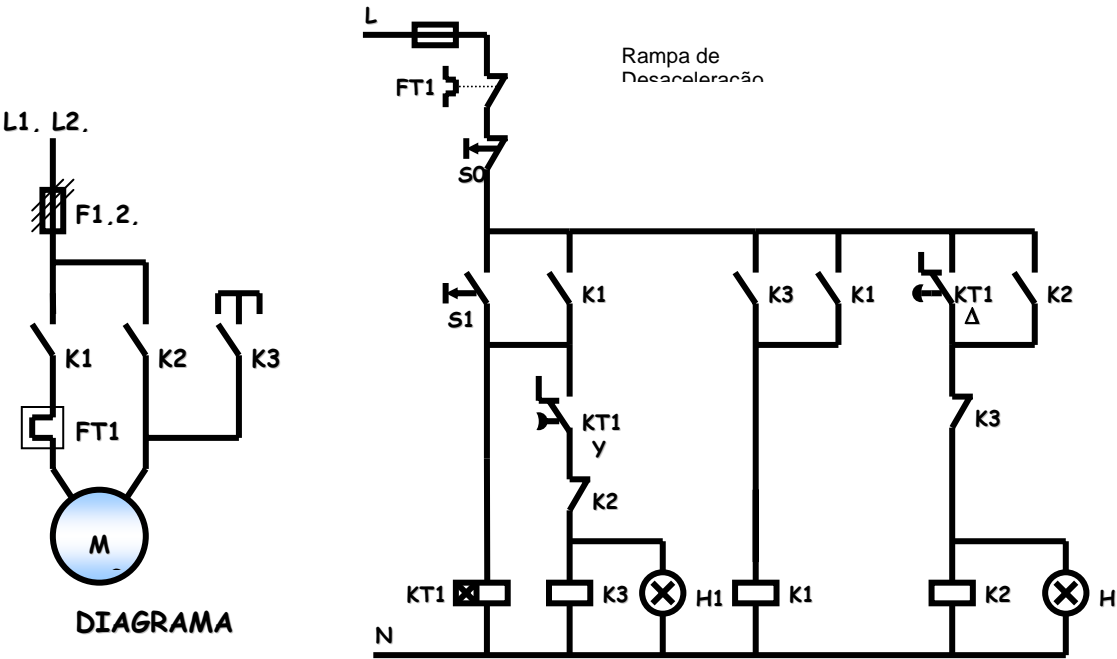 L
Rampa de
Desaceleração
FT1
L1, L2,
S0
F1,2,
K1
K3
K1
KT1
Δ
K2
S1
K1
K2
K3
FT1
KT1
Y
K3
K2
M
KT1
K3
H1
K1
K2
H
DIAGRAMA
N